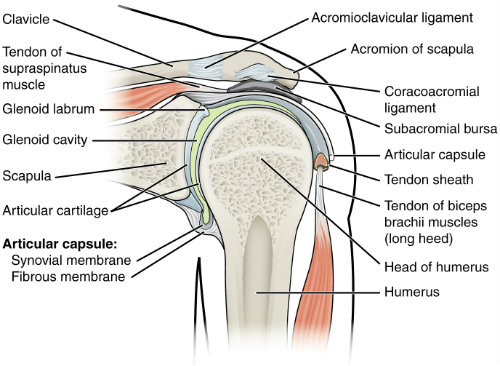 Clavicle
Tendon of
supraspinatus
muscle
Glenoid labrum
Glenoid cavity
Scapula
Articular cartilage
Articular capsule:
Synovial membrane
Fibrous membrane
Acromioclavicular ligament
Acromion of scapula
Coracoacromial
ligament
Subacromial bursa
Articular capsule
Tendon sheath
Tendon of biceps
brachii muscles
(long heed)
Head of humerus
Humerus